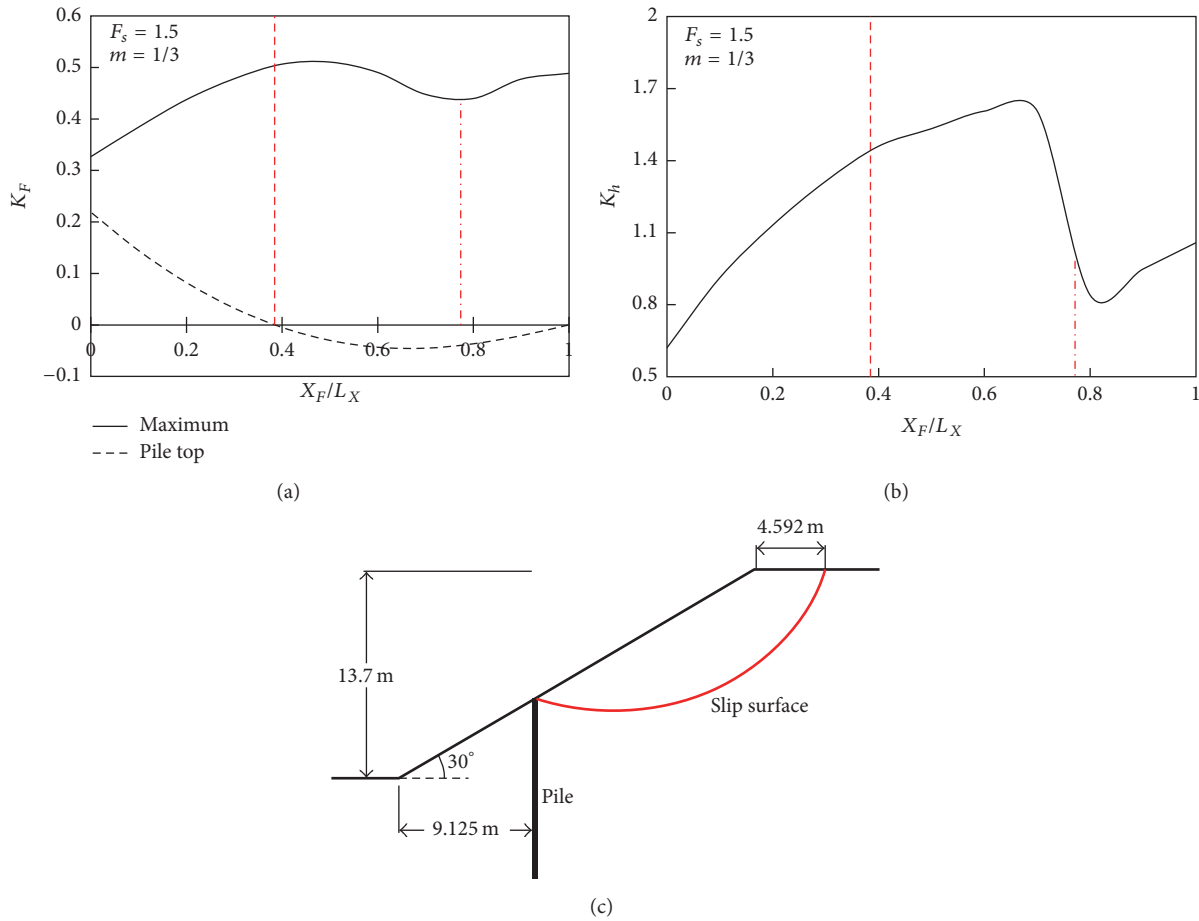 0.6
0.5
0.4
0.3
0.2
0.1
0
−0.1
K_F
F_s = 1.5
m = 1/3
0 0.2 0.4 0.6 0.8 1
X_F/L_X
Maximum
Pile top
(a)
2
1.7
1.4
1.1
0.8
0.5
K_h
F_s = 1.5
m = 1/3
0 0.2 0.4 0.6 0.8 1
X_F/L_X
(b)
4.592 m
13.7 m
Slip surface
30°
Pile
9.125 m
(c)